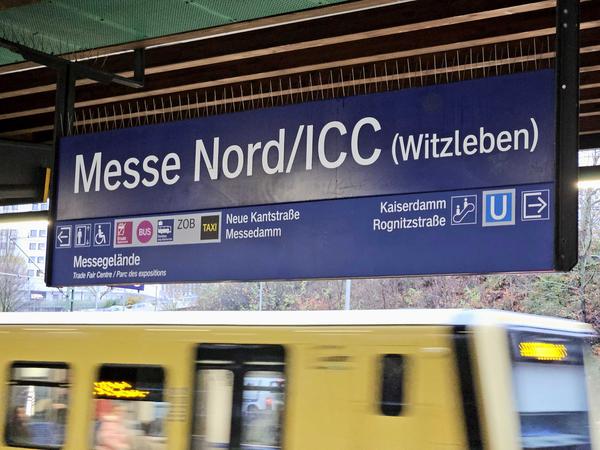 Messe Nord/ICC (Witzleben)
BUS ZOB TAXI
Neue Kantstraße
Messedamm
Kaiserdamm
Rognitzstraße
U
Messegelände
Trade Fair Centre / Parc des expositions